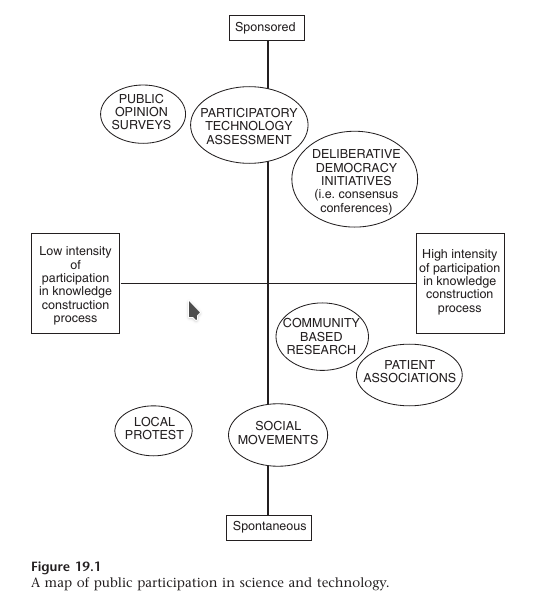 Sponsored
PUBLIC
OPINION
SURVEYS
PARTICIPATORY
TECHNOLOGY
ASSESSMENT
DELIBERATIVE
DEMOCRACY
INITIATIVES
(i.e. consensus
conferences)
Low intensity
of
participation
in knowledge
construction
process
High intensity
of participation
in knowledge
construction
process
COMMUNITY
BASED
RESEARCH
PATIENT
ASSOCIATIONS
LOCAL
PROTEST
SOCIAL
MOVEMENTS
Spontaneous
Figure 19.1
A map of public participation in science and technology.